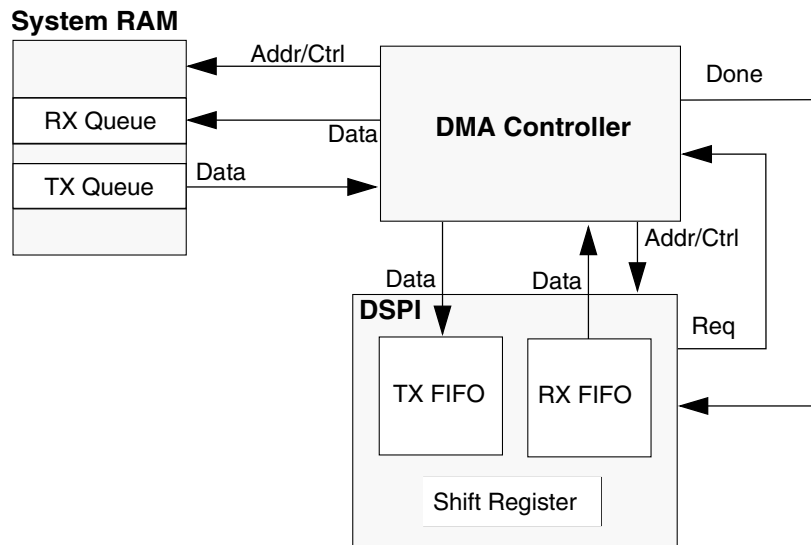 System RAM
Addr/Ctrl
Done
RX Queue
Data
DMA Controller
TX Queue
Data
Addr/Ctrl
Data
Data
DSPI
Req
TX FIFO
RX FIFO
Shift Register